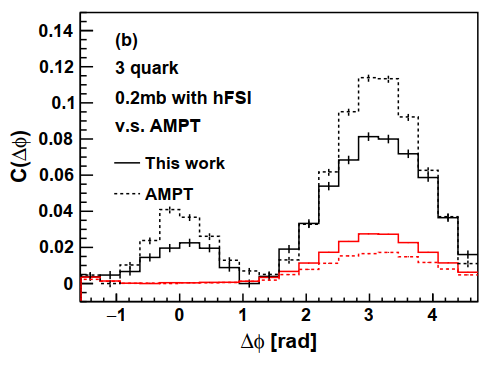 (b)
3 quark
0.2mb with hFSI
v.s. AMPT
This work
AMPT
C(Δϕ)
0.14
0.12
0.1
0.08
0.06
0.04
0.02
0
−1 0 1 2 3 4
Δϕ [rad]